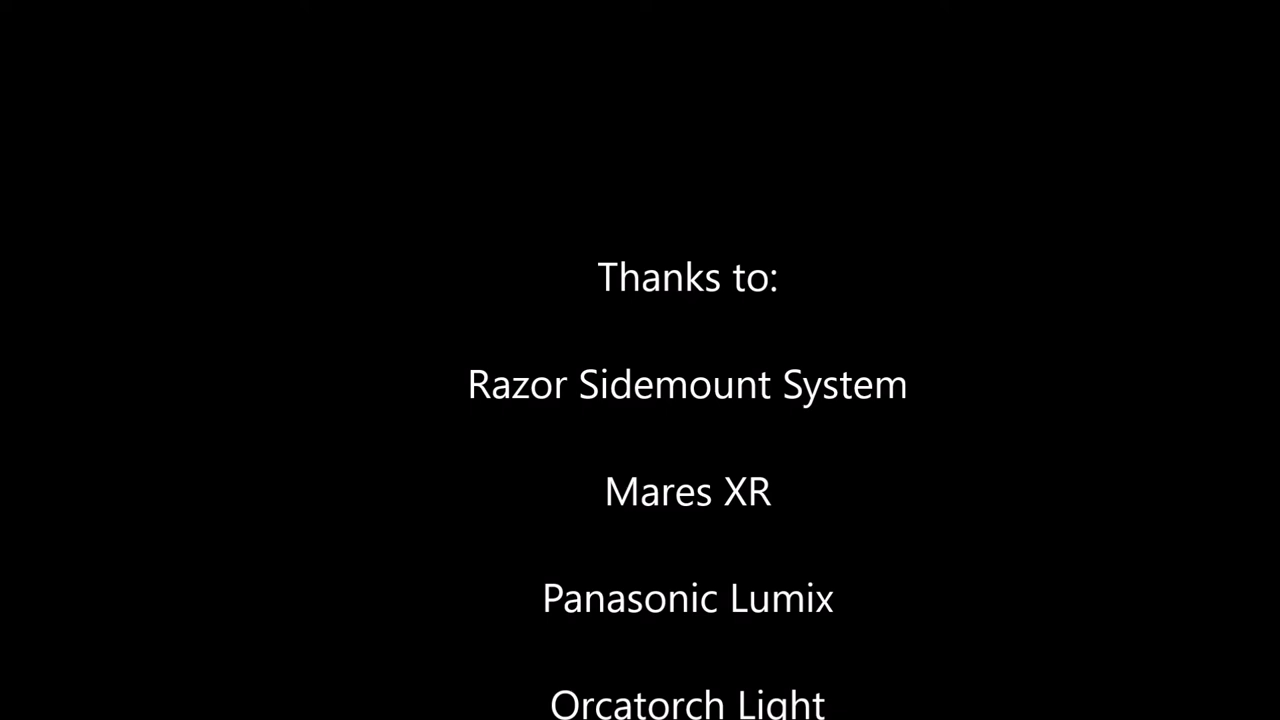 Thanks to:
Razor Sidemount System
Mares XR
Panasonic Lumix
Orcatorch Light